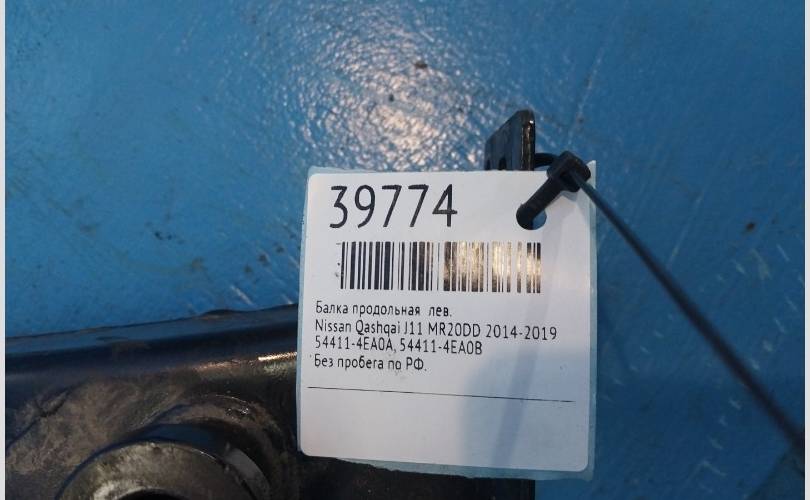 39774
Балка продольная лев.
Nissan Qashqai J11 MR20DD 2014-2019
54411-4EA0A, 54411-4EA0B
Без пробега по РФ.